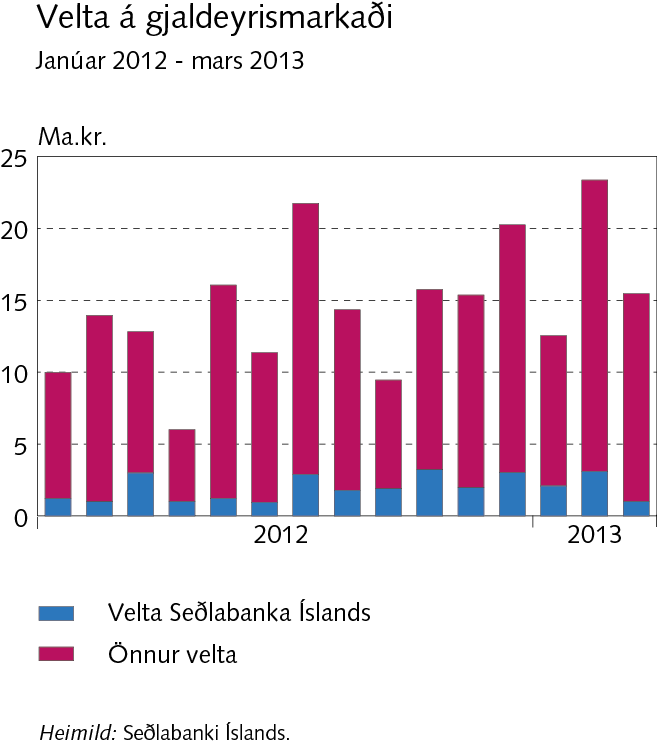 Velta á gjaldeyrismarkaði
Janúar 2012 - mars 2013
Ma.kr.
25
20
15
10
5
0
2012 2013
Velta Seðlabanka Íslands
Önnur velta
Heimild: Seðlabanki Íslands.